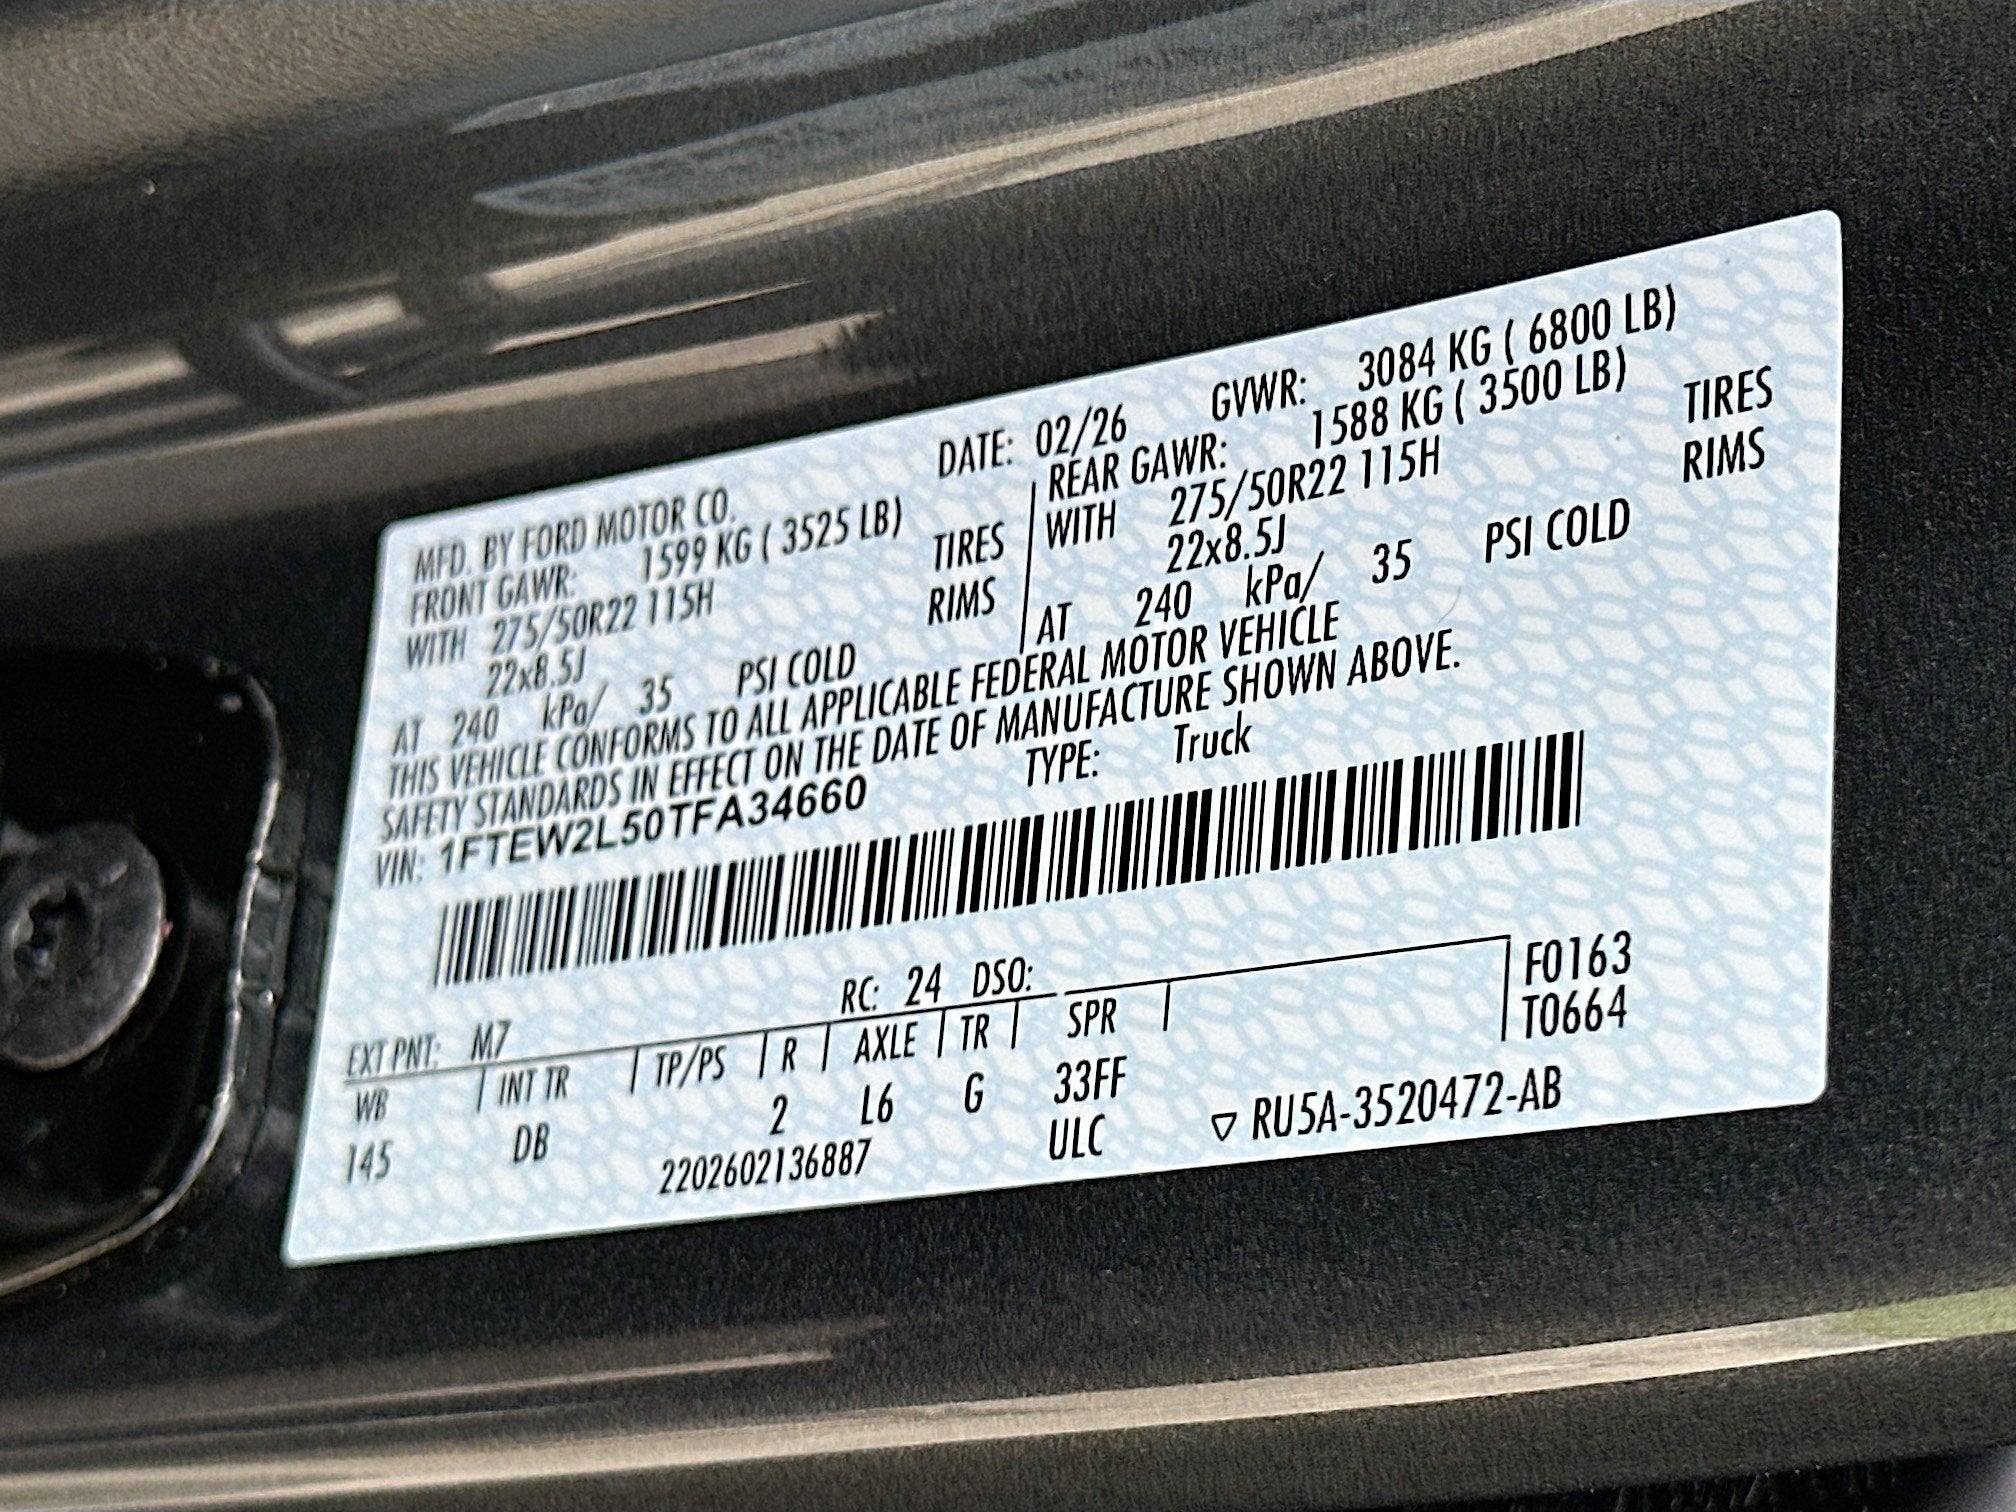 MFD. BY FORD MOTOR CO. DATE: 02/26 GVWR: 3084 KG ( 6800 LB)
FRONT GAWR: 1599 KG ( 3525 LB) REAR GAWR: 1588 KG ( 3500 LB)
WITH 275/50R22 115H TIRES WITH 275/50R22 115H TIRES
22x8.5J RIMS 22x8.5J RIMS
AT 240 kPa/ 35 PSI COLD AT 240 kPa/ 35 PSI COLD
THIS VEHICLE CONFORMS TO ALL APPLICABLE FEDERAL MOTOR VEHICLE
SAFETY STANDARDS IN EFFECT ON THE DATE OF MANUFACTURE SHOWN ABOVE.
VIN: 1FTEW2L50TFA34660 TYPE: Truck
EXT PNT: M7 RC: 24 DSO: F0163
WB INT TR TP/PS R AXLE TR SPR T0664
145 DB 2 L6 G 33FF
2202602136887 ULC ▽ RU5A-3520472-AB